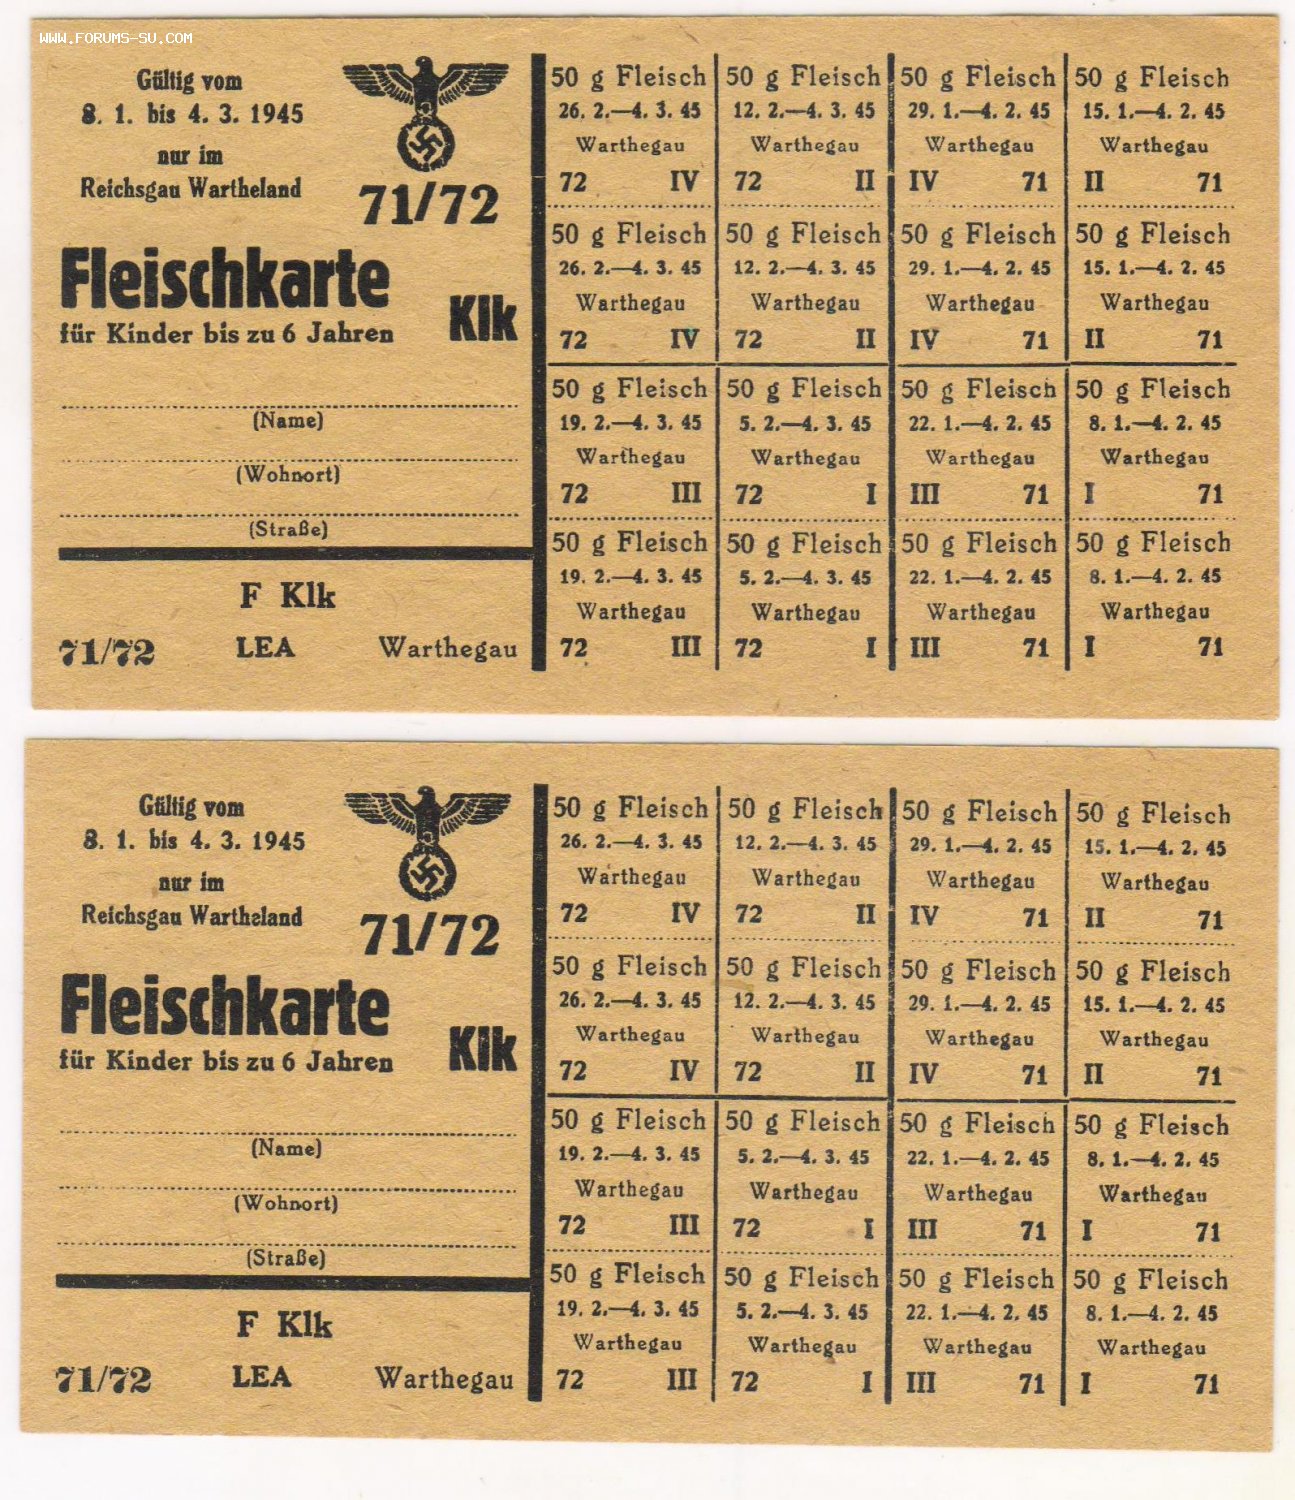 www.forums-su.com
Gültig vom
8. 1. bis 4. 3. 1945
nur im
Reichsgau Wartheland
71/72
Fleischkarte
Klk
für Kinder bis zu 6 Jahren
(Name)
(Wohnort)
(Straße)
F Klk
71/72 LEA Warthegau
50 g Fleisch 50 g Fleisch 50 g Fleisch 50 g Fleisch
26. 2.—4. 3. 45 12. 2.—4. 3. 45 29. 1.—4. 2. 45 15. 1.—4. 2. 45
Warthegau Warthegau Warthegau Warthegau
72 IV 72 II IV 71 II 71
50 g Fleisch 50 g Fleisch 50 g Fleisch 50 g Fleisch
26. 2.—4. 3. 45 12. 2.—4. 3. 45 29. 1.—4. 2. 45 15. 1.—4. 2. 45
Warthegau Warthegau Warthegau Warthegau
72 IV 72 II IV 71 II 71
50 g Fleisch 50 g Fleisch 50 g Fleisch 50 g Fleisch
19. 2.—4. 3. 45 5. 2.—4. 3. 45 22. 1.—4. 2. 45 8. 1.—4. 2. 45
Warthegau Warthegau Warthegau Warthegau
72 III 72 I III 71 I 71
50 g Fleisch 50 g Fleisch 50 g Fleisch 50 g Fleisch
19. 2.—4. 3. 45 5. 2.—4. 3. 45 22. 1.—4. 2. 45 8. 1.—4. 2. 45
Warthegau Warthegau Warthegau Warthegau
72 III 72 I III 71 I 71
Gültig vom
8. 1. bis 4. 3. 1945
nur im
Reichsgau Wartheland
71/72
Fleischkarte
Klk
für Kinder bis zu 6 Jahren
(Name)
(Wohnort)
(Straße)
F Klk
71/72 LEA Warthegau
50 g Fleisch 50 g Fleisch 50 g Fleisch 50 g Fleisch
26. 2.—4. 3. 45 12. 2.—4. 3. 45 29. 1.—4. 2. 45 15. 1.—4. 2. 45
Warthegau Warthegau Warthegau Warthegau
72 IV 72 II IV 71 II 71
50 g Fleisch 50 g Fleisch 50 g Fleisch 50 g Fleisch
26. 2.—4. 3. 45 12. 2.—4. 3. 45 29. 1.—4. 2. 45 15. 1.—4. 2. 45
Warthegau Warthegau Warthegau Warthegau
72 IV 72 II IV 71 II 71
50 g Fleisch 50 g Fleisch 50 g Fleisch 50 g Fleisch
19. 2.—4. 3. 45 5. 2.—4. 3. 45 22. 1.—4. 2. 45 8. 1.—4. 2. 45
Warthegau Warthegau Warthegau Warthegau
72 III 72 I III 71 I 71
50 g Fleisch 50 g Fleisch 50 g Fleisch 50 g Fleisch
19. 2.—4. 3. 45 5. 2.—4. 3. 45 22. 1.—4. 2. 45 8. 1.—4. 2. 45
Warthegau Warthegau Warthegau Warthegau
72 III 72 I III 71 I 71